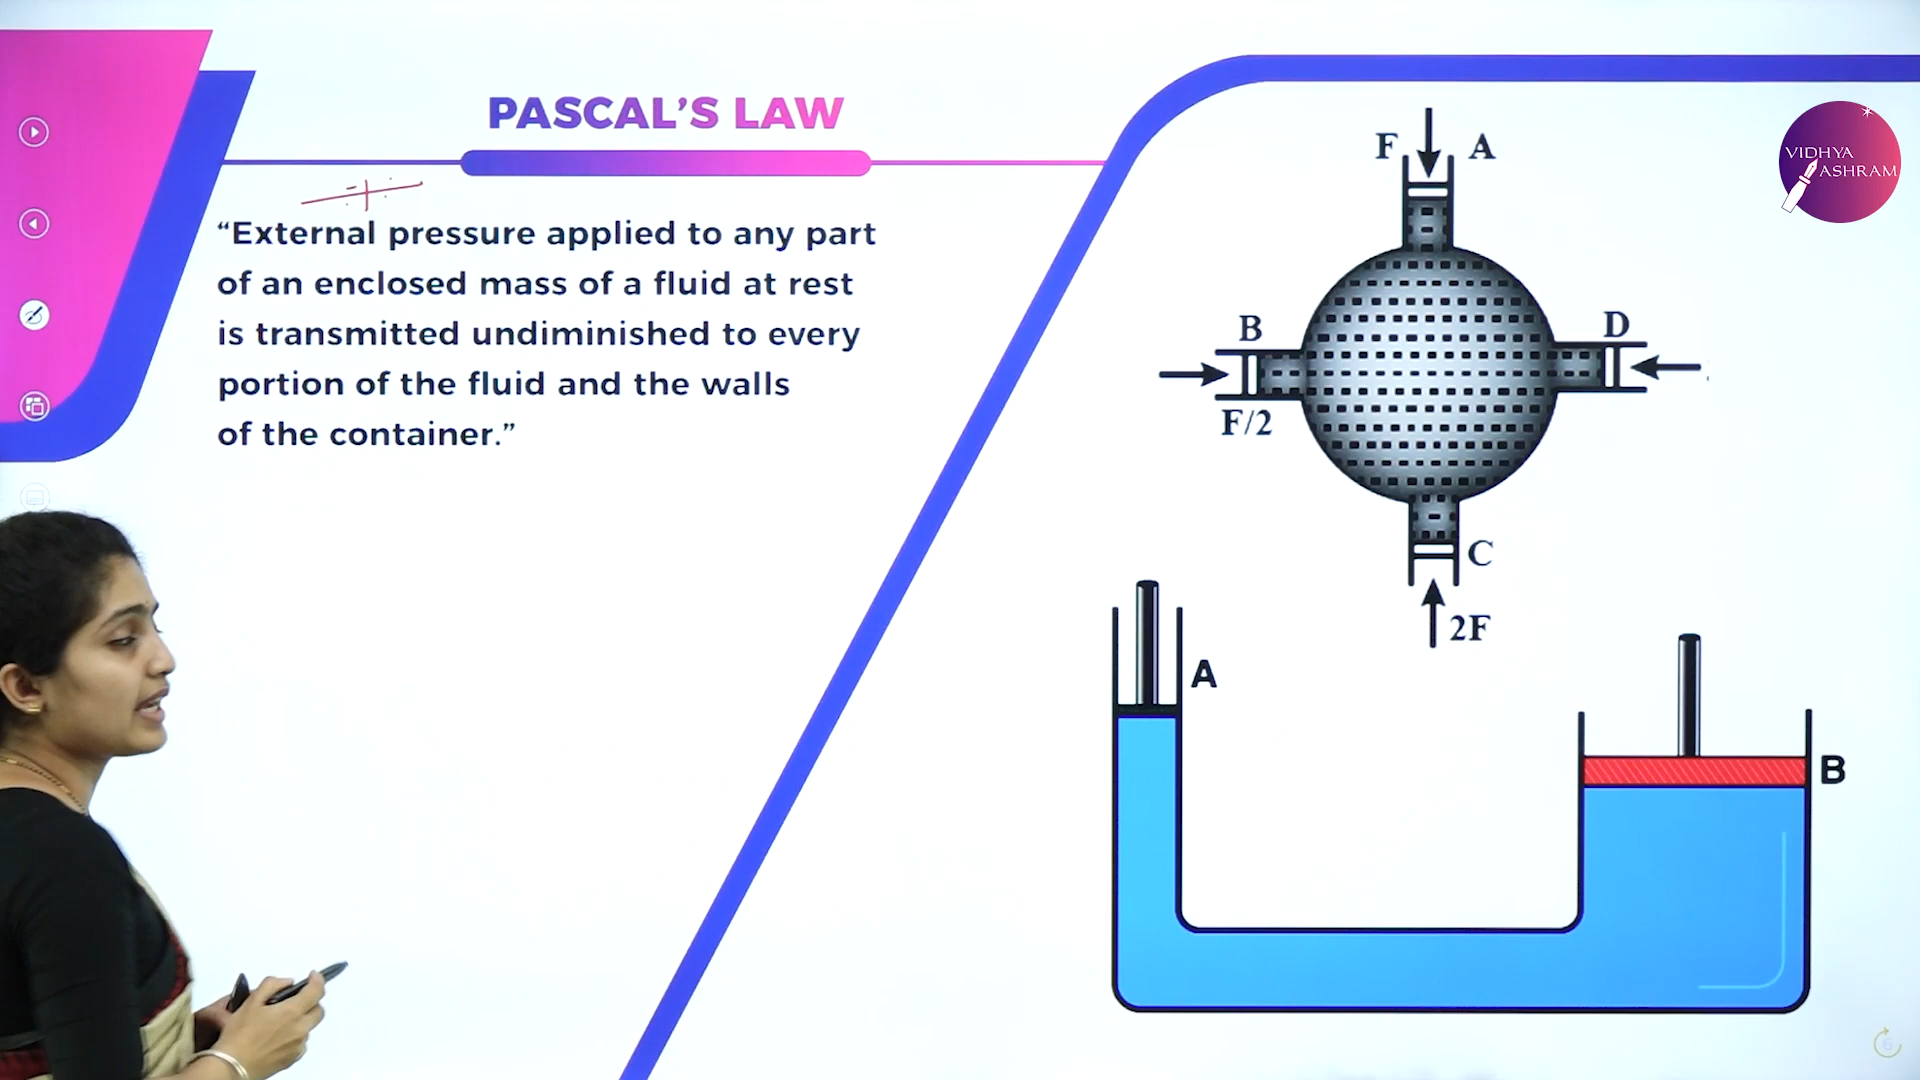 PASCAL’S LAW
“External pressure applied to any part
of an enclosed mass of a fluid at rest
is transmitted undiminished to every
portion of the fluid and the walls
of the container.”
F A
B D
F/2
C
2F
A
B
VIDHYA
ASHRAM
6